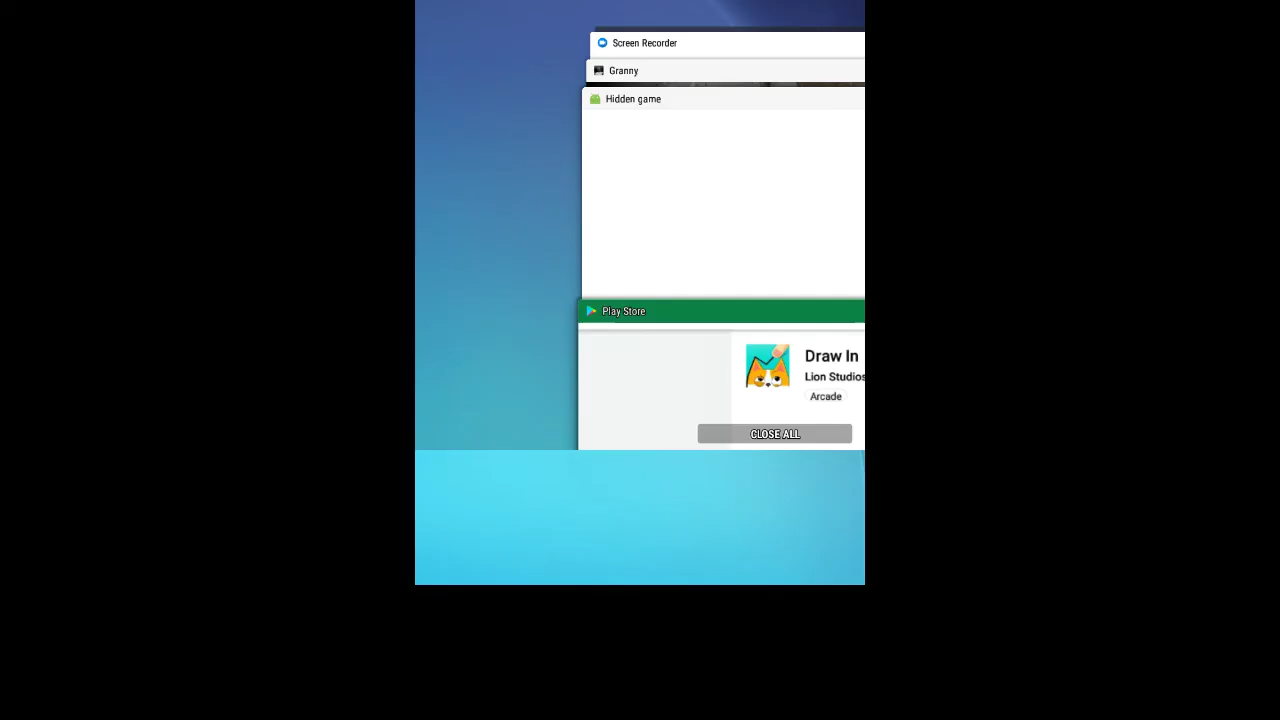 Screen Recorder
Granny
Hidden game
Play Store
Draw In
Lion Studios
Arcade
CLOSE ALL